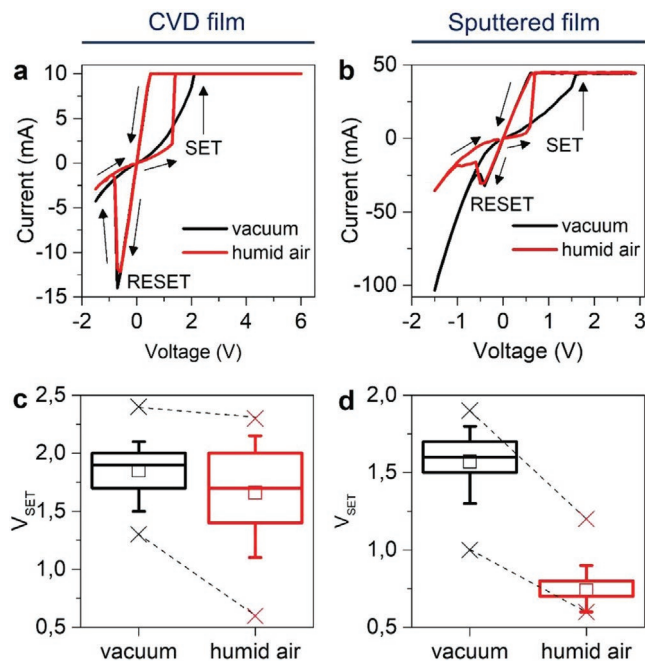 CVD film
Sputtered film
a
10
5
0
-5
-10
-15
Current (mA)
SET
RESET
vacuum
humid air
-2 0 2 4 6
Voltage (V)
b
50
0
-50
-100
Current (mA)
SET
RESET
vacuum
humid air
-2 -1 0 1 2 3
Voltage (V)
c
2,5
2,0
1,5
1,0
0,5
V_SET
vacuum humid air
d
2,0
1,5
1,0
0,5
V_SET
vacuum humid air